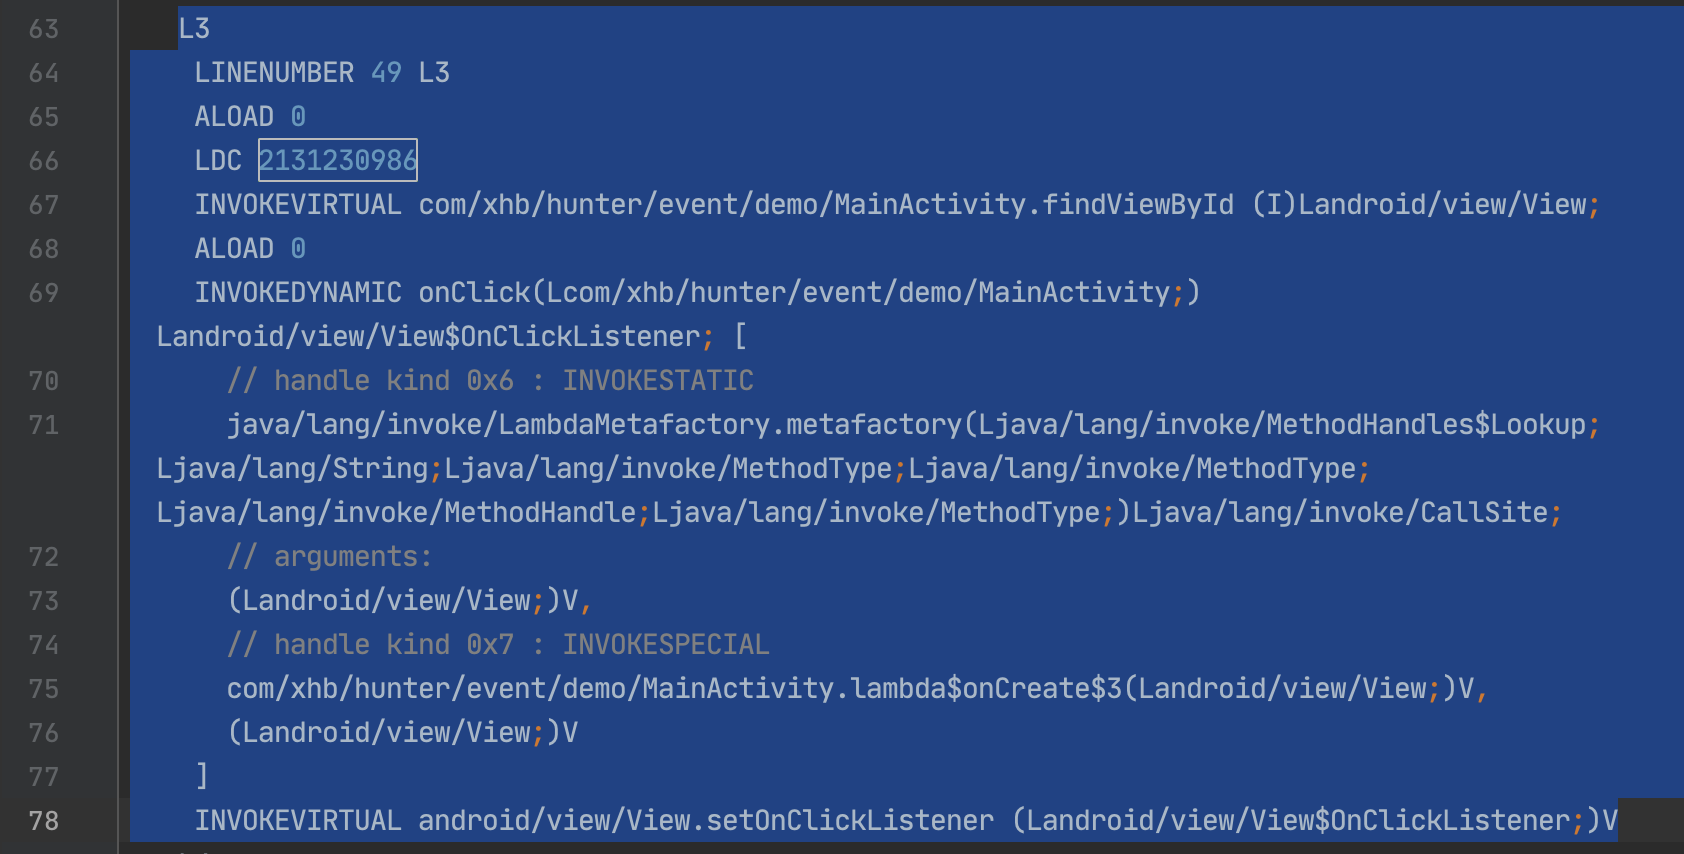 63 L3
64 LINENUMBER 49 L3
65 ALOAD 0
66 LDC 2131230986
67 INVOKEVIRTUAL com/xhb/hunter/event/demo/MainActivity.findViewById (I)Landroid/view/View;
68 ALOAD 0
69 INVOKEDYNAMIC onClick(Lcom/xhb/hunter/event/demo/MainActivity;)
Landroid/view/View$OnClickListener; [
70 // handle kind 0x6 : INVOKESTATIC
71 java/lang/invoke/LambdaMetafactory.metafactory(Ljava/lang/invoke/MethodHandles$Lookup;
Ljava/lang/String;Ljava/lang/invoke/MethodType;Ljava/lang/invoke/MethodType;
Ljava/lang/invoke/MethodHandle;Ljava/lang/invoke/MethodType;)Ljava/lang/invoke/CallSite;
72 // arguments:
73 (Landroid/view/View;)V,
74 // handle kind 0x7 : INVOKESPECIAL
75 com/xhb/hunter/event/demo/MainActivity.lambda$onCreate$3(Landroid/view/View;)V,
76 (Landroid/view/View;)V
77 ]
78 INVOKEVIRTUAL android/view/View.setOnClickListener (Landroid/view/View$OnClickListener;)V